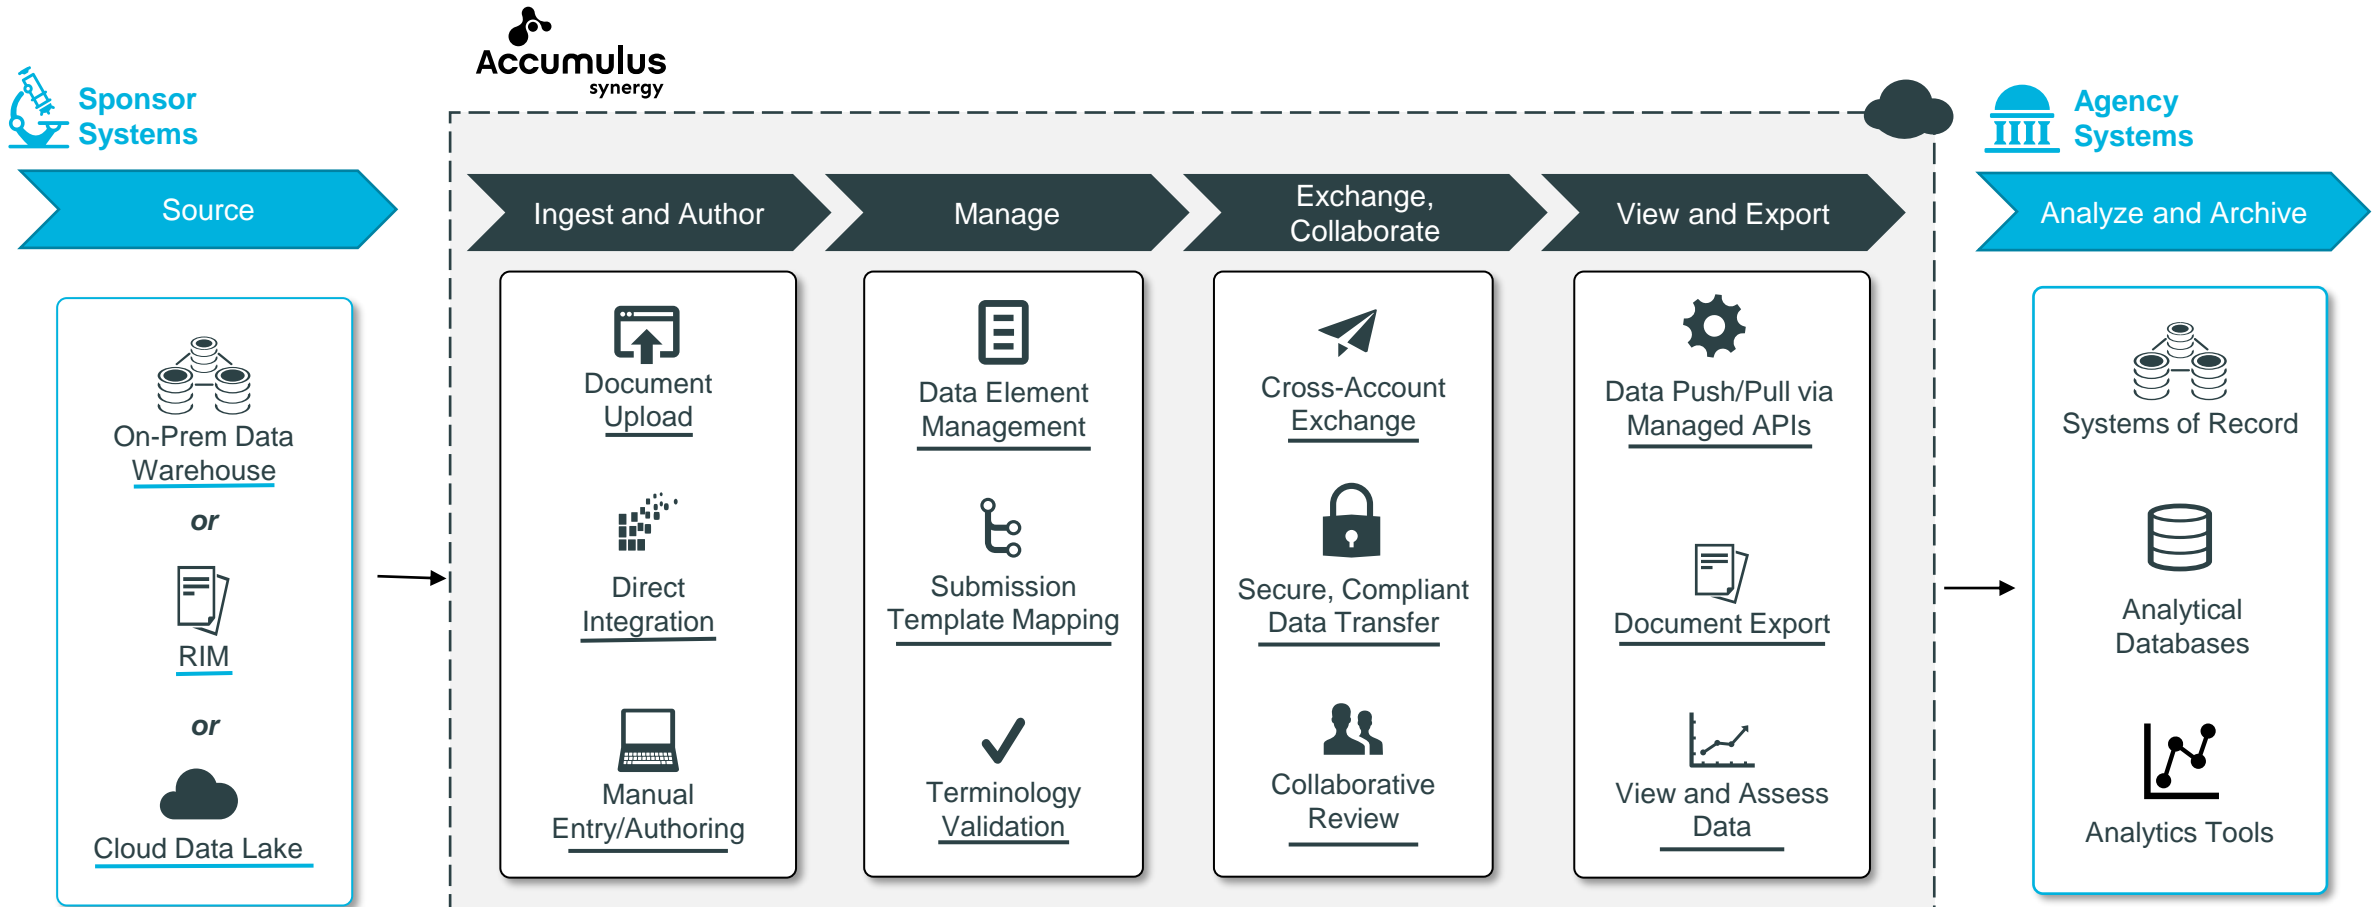 Accumulus
synergy
Sponsor
Systems
Agency
Systems
Source
Ingest and Author
Manage
Exchange,
Collaborate
View and Export
Analyze and Archive
On-Prem Data
Warehouse
or
RIM
or
Cloud Data Lake
Document
Upload
Direct
Integration
Manual
Entry/Authoring
Data Element
Management
Submission
Template Mapping
Terminology
Validation
Cross-Account
Exchange
Secure, Compliant
Data Transfer
Collaborative
Review
Data Push/Pull via
Managed APIs
Document Export
View and Assess
Data
Systems of Record
Analytical
Databases
Analytics Tools